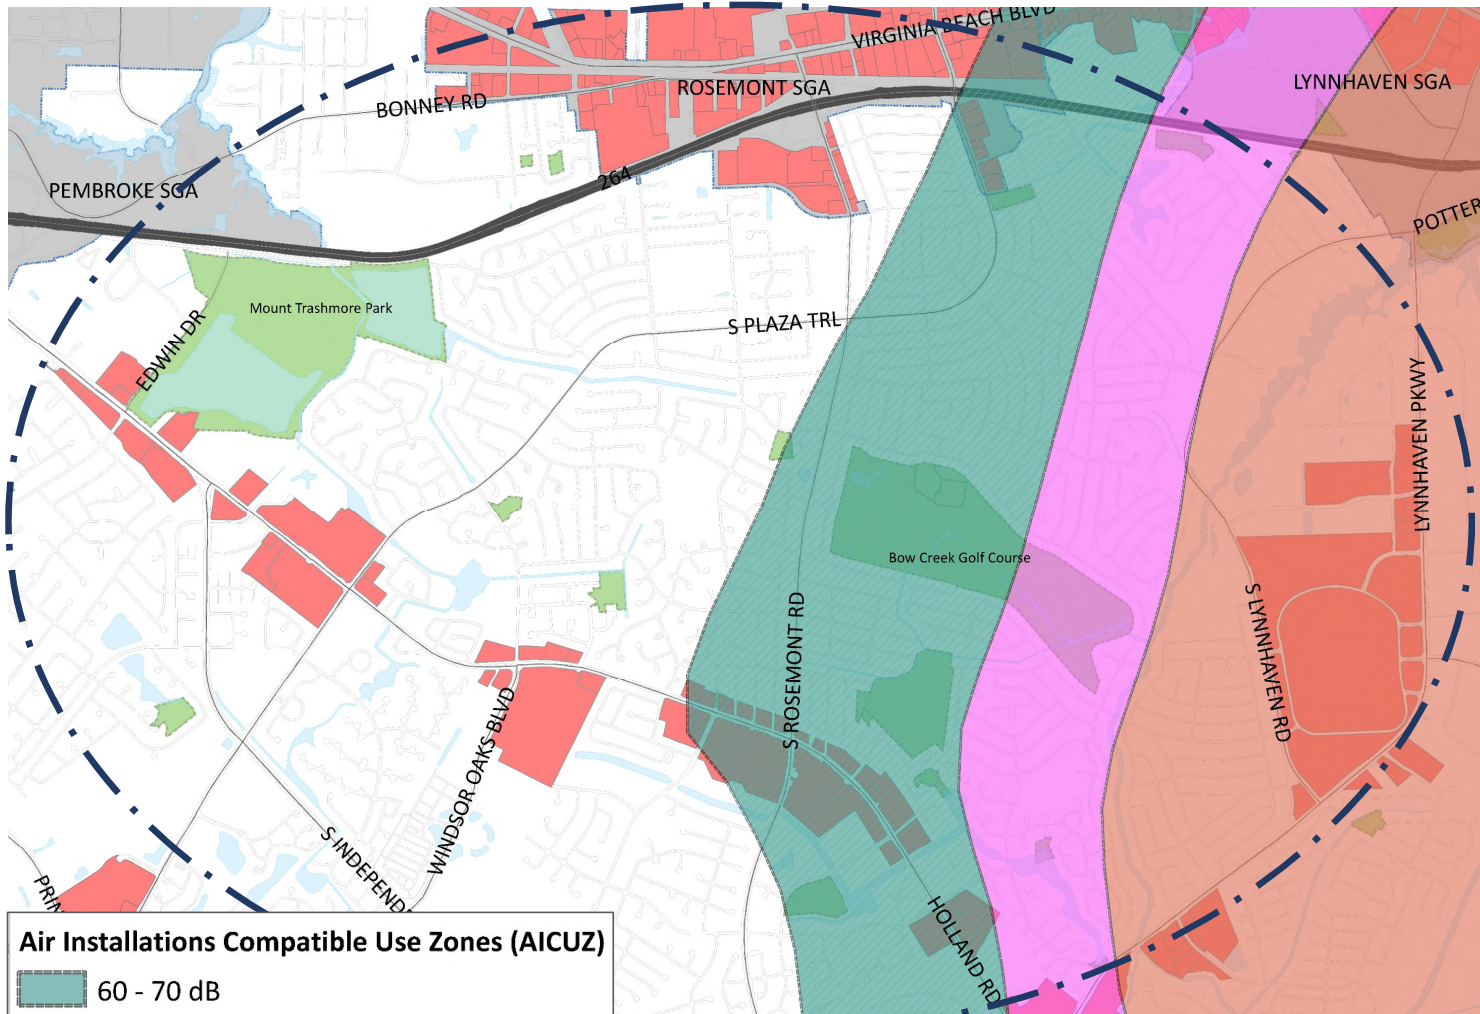 VIRGINIA BEACH BLVD
ROSEMONT SGA
LYNNHAVEN SGA
BONNEY RD
264
PEMBROKE SGA
POTTER
Mount Trashmore Park
S PLAZA TRL
EDWIN DR
LYNNHAVEN PKWY
Bow Creek Golf Course
S ROSEMONT RD
S LYNNHAVEN RD
WINDSOR OAKS BLVD
S INDEPEND
PRIN
HOLLAND RD
Air Installations Compatible Use Zones (AICUZ)
60 - 70 dB